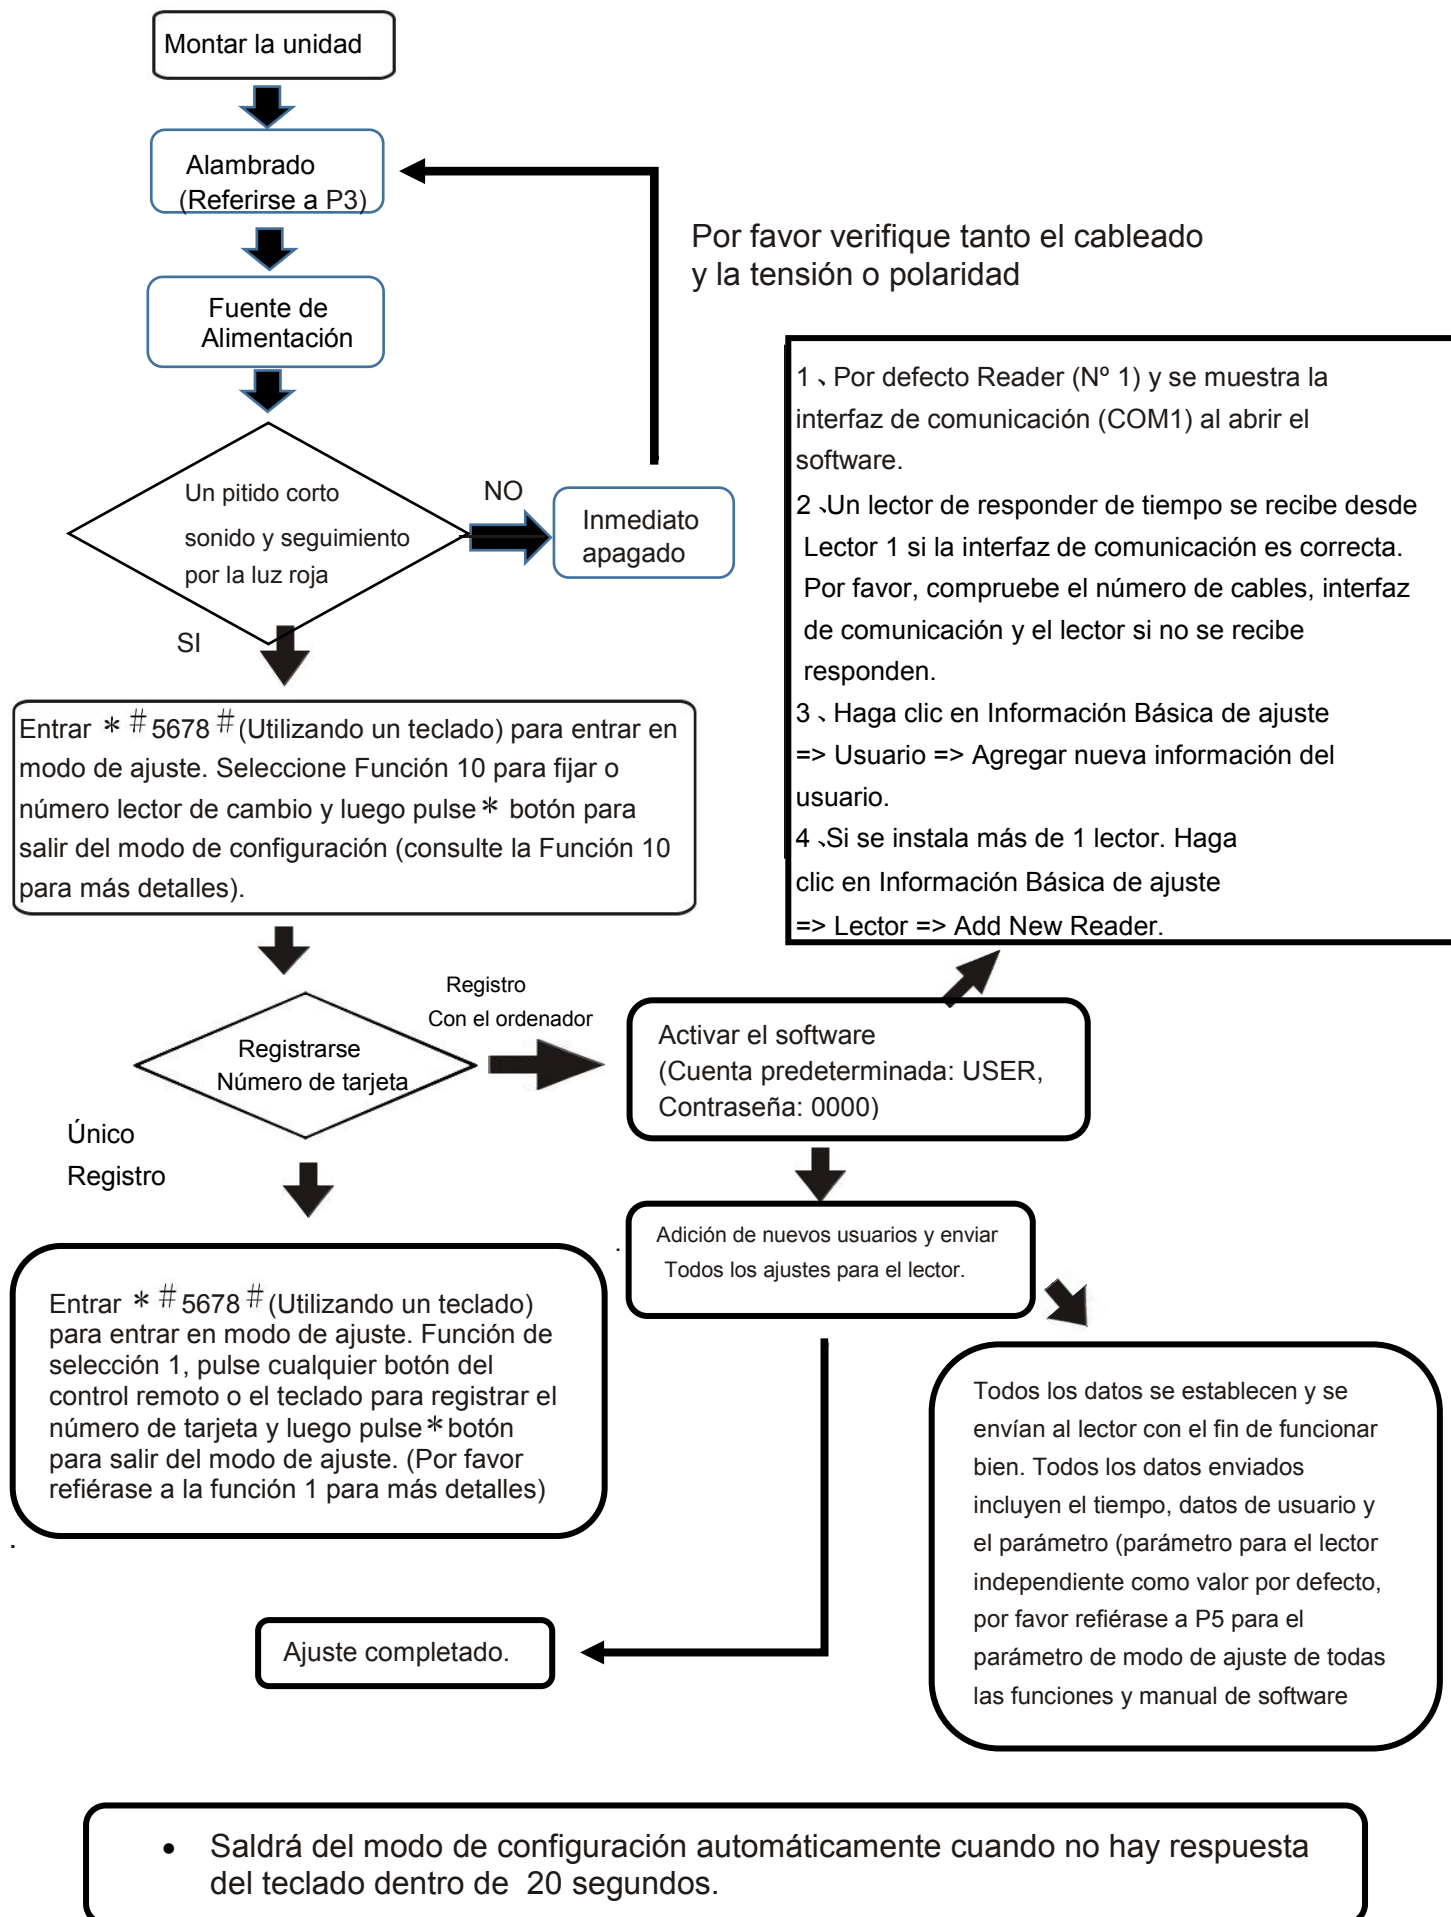 Montar la unidad
Alambrado
(Referirse a P3)
Por favor verifique tanto el cableado
y la tensión o polaridad
Fuente de
Alimentación
Un pitido corto
sonido y seguimiento
por la luz roja
NO
Inmediato
apagado
SI
1、Por defecto Reader (Nº 1) y se muestra la
interfaz de comunicación (COM1) al abrir el
software.
2、Un lector de responder de tiempo se recibe desde
Lector 1 si la interfaz de comunicación es correcta.
Por favor, compruebe el número de cables, interfaz
de comunicación y el lector si no se recibe
responden.
3、Haga clic en Información Básica de ajuste
=> Usuario => Agregar nueva información del
usuario.
4、Si se instala más de 1 lector. Haga
clic en Información Básica de ajuste
=> Lector => Add New Reader.
Entrar *#5678#(Utilizando un teclado) para entrar en
modo de ajuste. Seleccione Función 10 para fijar o
número lector de cambio y luego pulse* botón para
salir del modo de configuración (consulte la Función 10
para más detalles).
Registrarse
Número de tarjeta
Registro
Con el ordenador
Activar el software
(Cuenta predeterminada: USER,
Contraseña: 0000)
Único
Registro
Adición de nuevos usuarios y enviar
Todos los ajustes para el lector.
.
Entrar *#5678#(Utilizando un teclado)
para entrar en modo de ajuste. Función de
selección 1, pulse cualquier botón del
control remoto o el teclado para registrar el
número de tarjeta y luego pulse*botón
para salir del modo de ajuste. (Por favor
refiérase a la función 1 para más detalles)
.
Todos los datos se establecen y se
envían al lector con el fin de funcionar
bien. Todos los datos enviados
incluyen el tiempo, datos de usuario y
el parámetro (parámetro para el lector
independiente como valor por defecto,
por favor refiérase a P5 para el
parámetro de modo de ajuste de todas
las funciones y manual de software
Ajuste completado.
• Saldrá del modo de configuración automáticamente cuando no hay respuesta
del teclado dentro de 20 segundos.